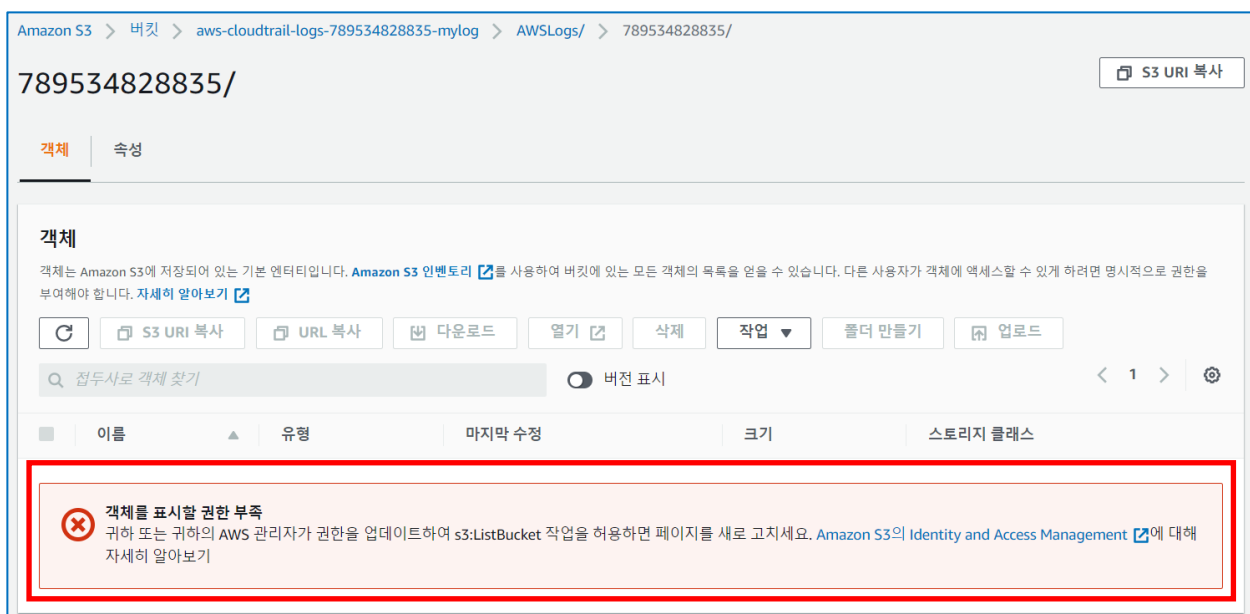 Amazon S3 > 버킷 > aws-cloudtrail-logs-789534828835-mylog > AWSLogs/ > 789534828835/
789534828835/
S3 URI 복사
객체 속성
객체
객체는 Amazon S3에 저장되어 있는 기본 엔터티입니다. Amazon S3 인벤토리를 사용하여 버킷에 있는 모든 객체의 목록을 얻을 수 있습니다. 다른 사용자가 객체에 액세스할 수 있게 하려면 명시적으로 권한을
부여해야 합니다. 자세히 알아보기
S3 URI 복사 URL 복사 다운로드 열기 삭제 작업 폴더 만들기 업로드
접두사로 객체 찾기 버전 표시 < 1 >
이름 유형 마지막 수정 크기 스토리지 클래스
객체를 표시할 권한 부족
귀하 또는 귀하의 AWS 관리자가 권한을 업데이트하여 s3:ListBucket 작업을 허용하면 페이지를 새로 고치세요. Amazon S3의 Identity and Access Management에 대해
자세히 알아보기